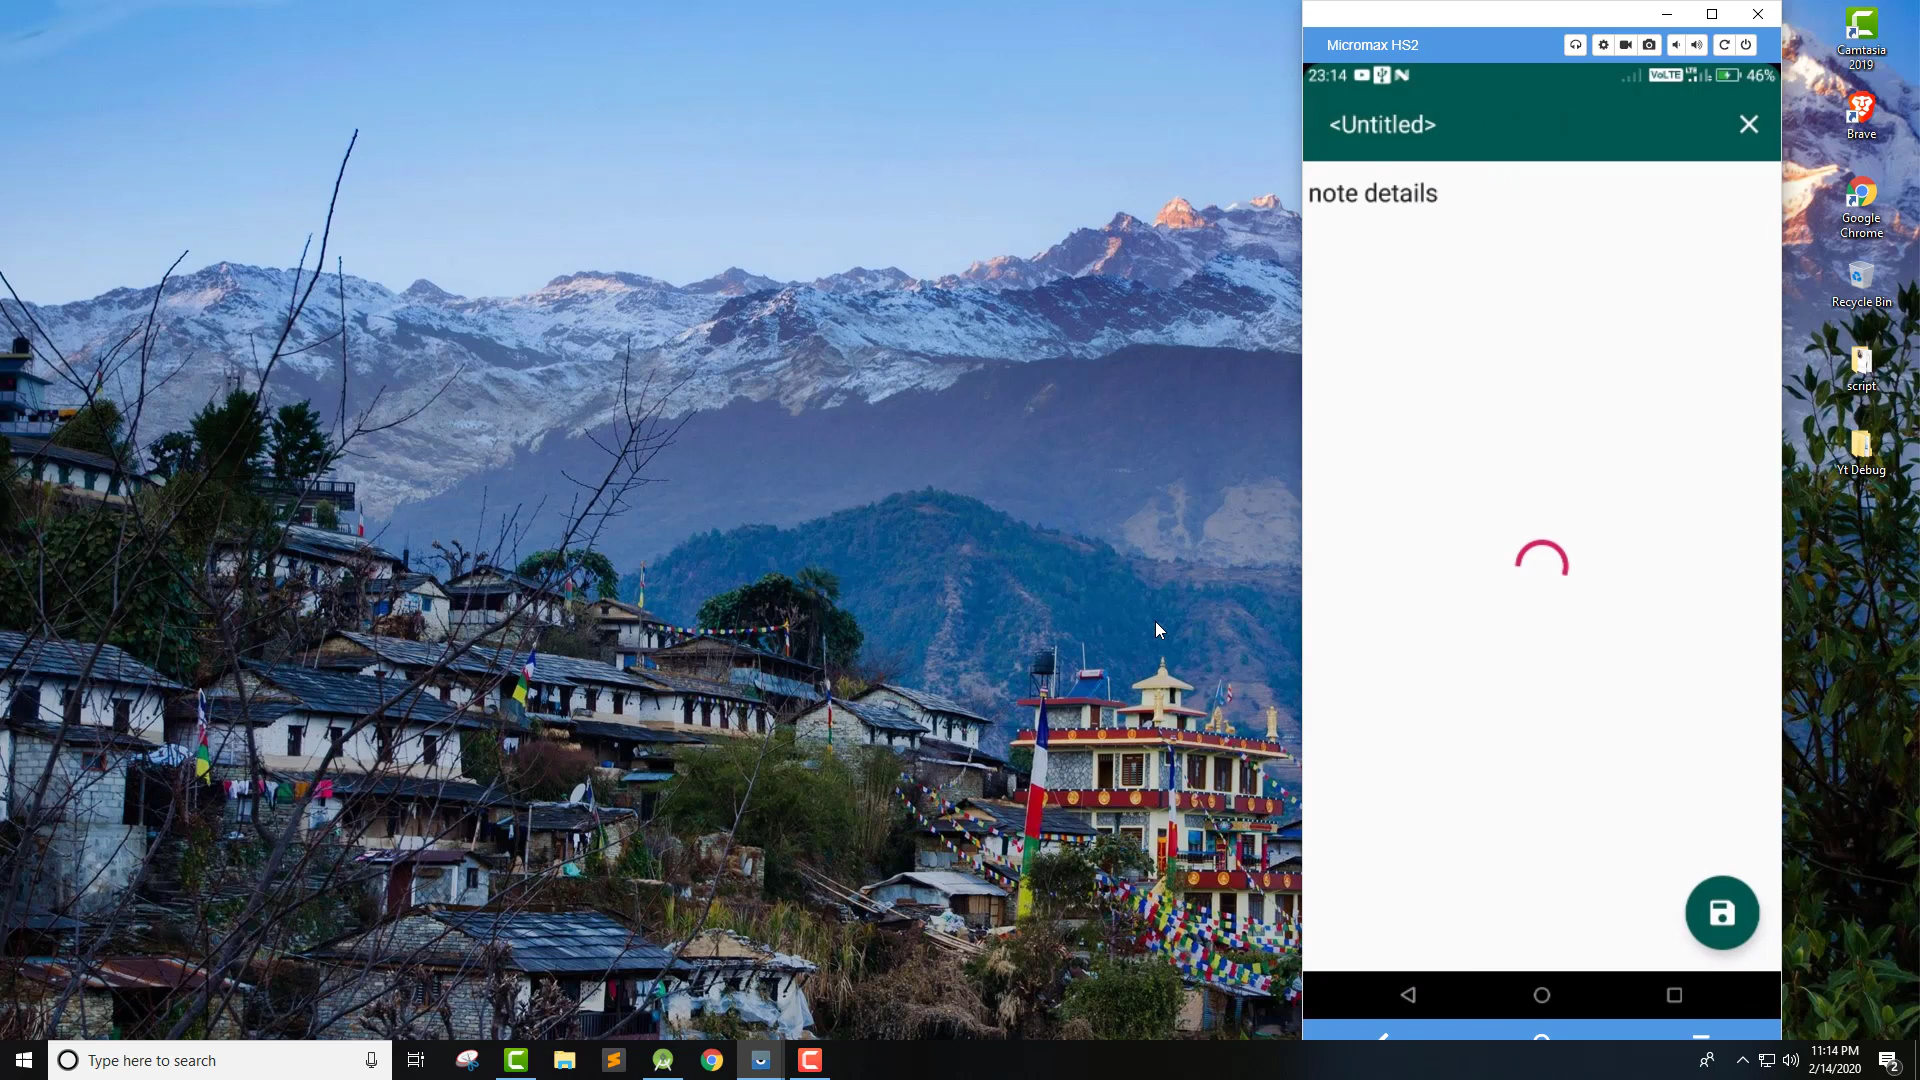 Micromax HS2
23:14
VoLTE
LTE
46%
<Untitled>
note details
Camtasia
2019
Brave
Google
Chrome
Recycle Bin
script
Yt Debug
Type here to search
11:14 PM
2/14/2020
2